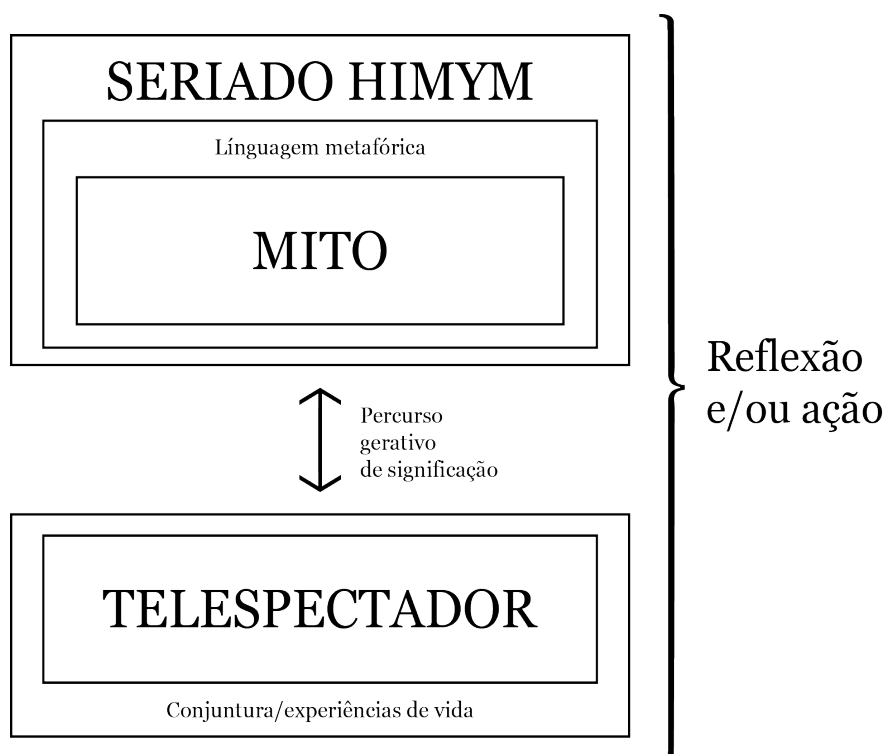 SERIADO HIMYM
Línguagem metafórica
MITO
Percurso
gerativo
de significação
Reflexão
e/ou ação
TELESPECTADOR
Conjuntura/experiências de vida